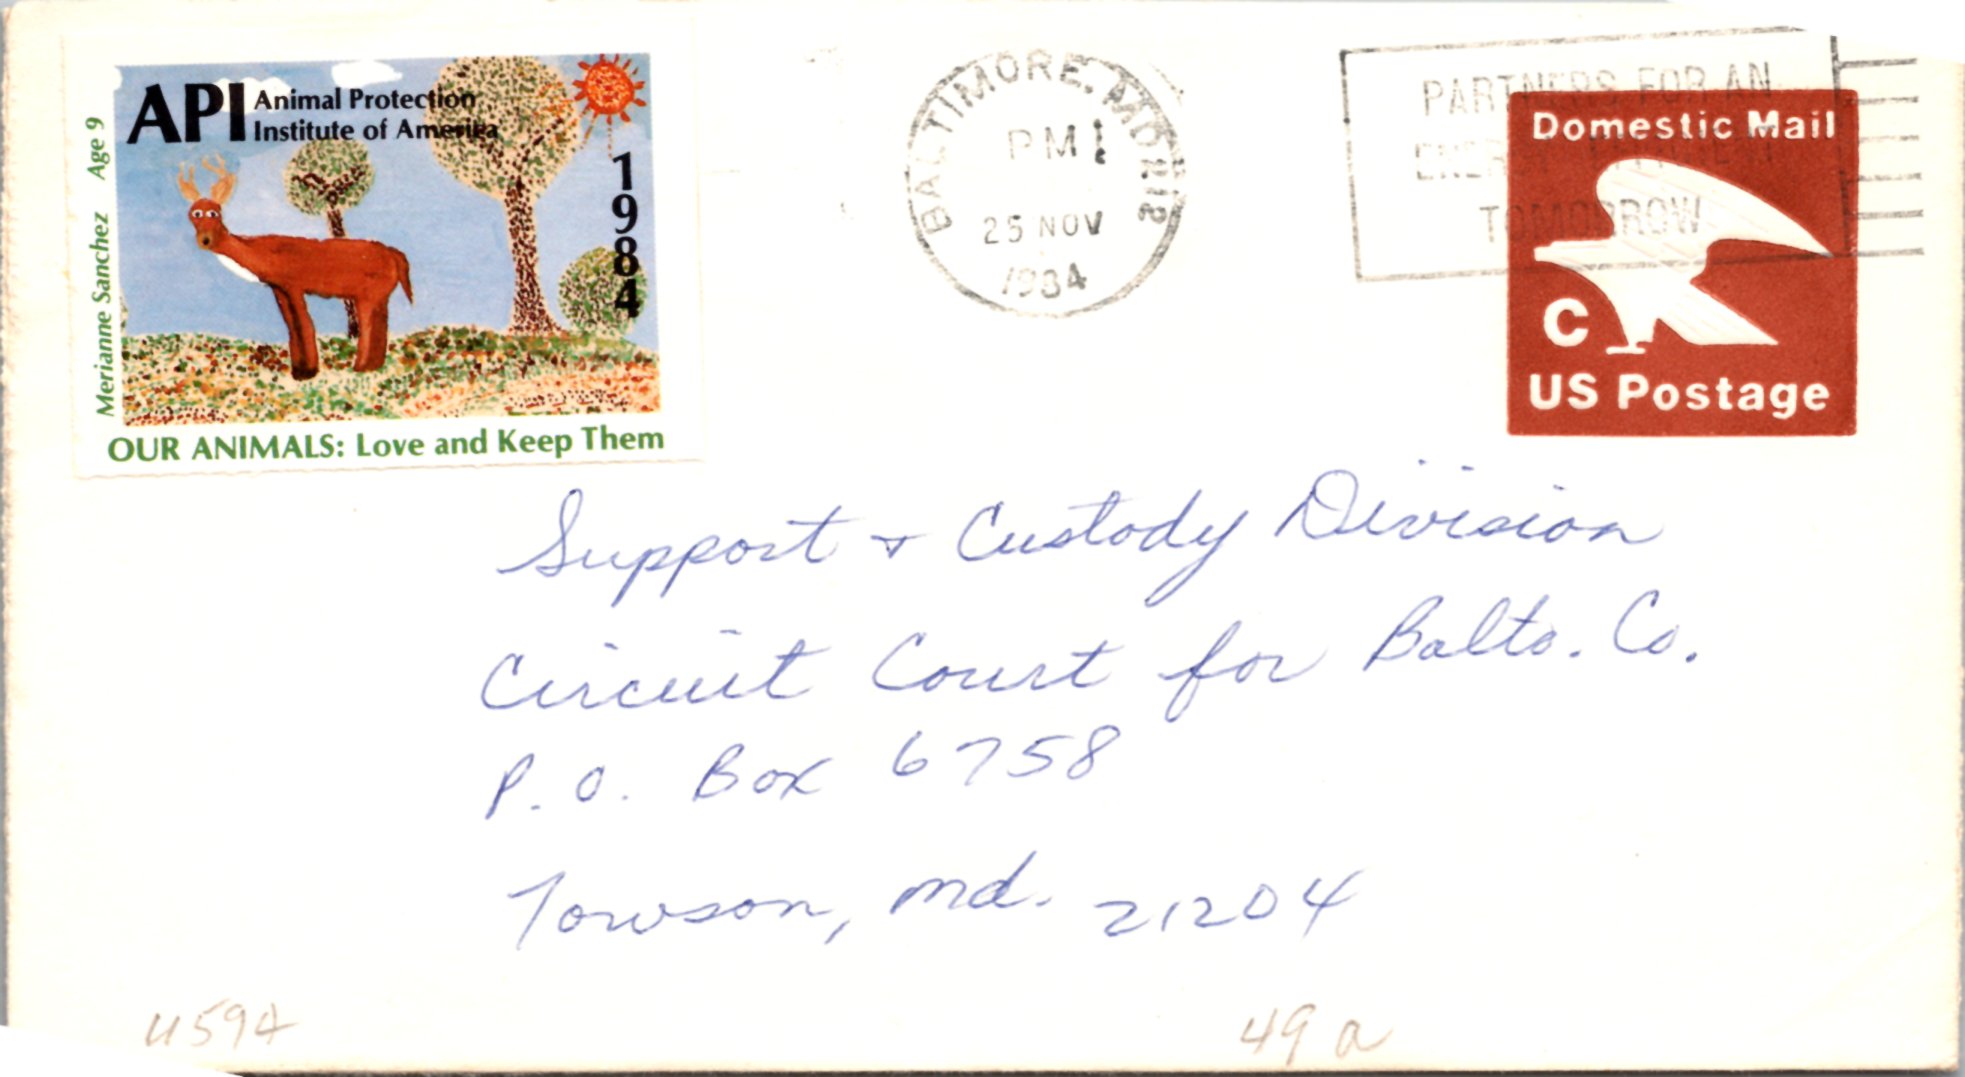 API Animal Protection
Institute of America
1984
Merianne Sanchez Age 9
OUR ANIMALS: Love and Keep Them
BALTIMORE, MD 212
PM
25 NOV
1984
PARTNERS FOR AN
TOMORROW
Domestic Mail
C
US Postage
Support & Custody Division
Circuit Court for Balto. Co.
P.O. Box 6758
Towson, Md. 21204
U594
49a